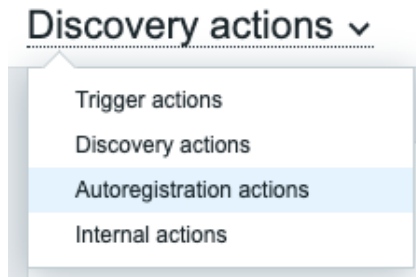 Discovery actions
Trigger actions
Discovery actions
Autoregistration actions
Internal actions